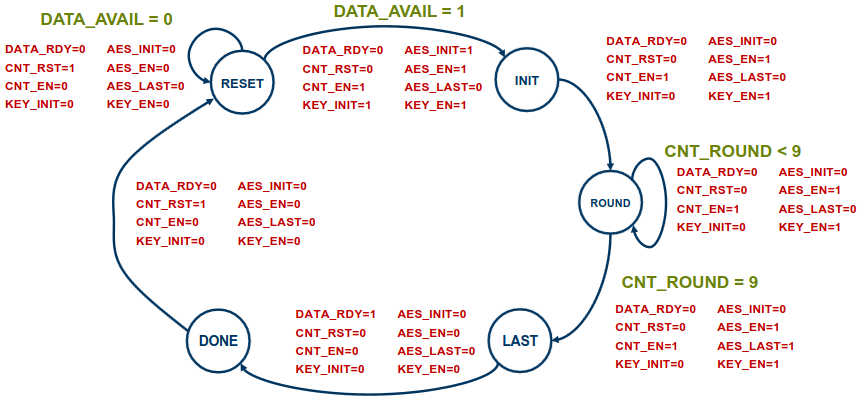 DATA_AVAIL = 0
DATA_RDY=0 AES_INIT=0
CNT_RST=1 AES_EN=0
CNT_EN=0 AES_LAST=0
KEY_INIT=0 KEY_EN=0
RESET
DATA_AVAIL = 1
DATA_RDY=0 AES_INIT=1
CNT_RST=0 AES_EN=1
CNT_EN=1 AES_LAST=0
KEY_INIT=1 KEY_EN=1
INIT
DATA_RDY=0 AES_INIT=0
CNT_RST=0 AES_EN=1
CNT_EN=1 AES_LAST=0
KEY_INIT=0 KEY_EN=1
ROUND
CNT_ROUND < 9
DATA_RDY=0 AES_INIT=0
CNT_RST=0 AES_EN=1
CNT_EN=1 AES_LAST=0
KEY_INIT=0 KEY_EN=1
CNT_ROUND = 9
DATA_RDY=0 AES_INIT=0
CNT_RST=0 AES_EN=1
CNT_EN=1 AES_LAST=1
KEY_INIT=0 KEY_EN=1
LAST
DATA_RDY=1 AES_INIT=0
CNT_RST=0 AES_EN=0
CNT_EN=0 AES_LAST=0
KEY_INIT=0 KEY_EN=0
DONE
DATA_RDY=0 AES_INIT=0
CNT_RST=1 AES_EN=0
CNT_EN=0 AES_LAST=0
KEY_INIT=0 KEY_EN=0